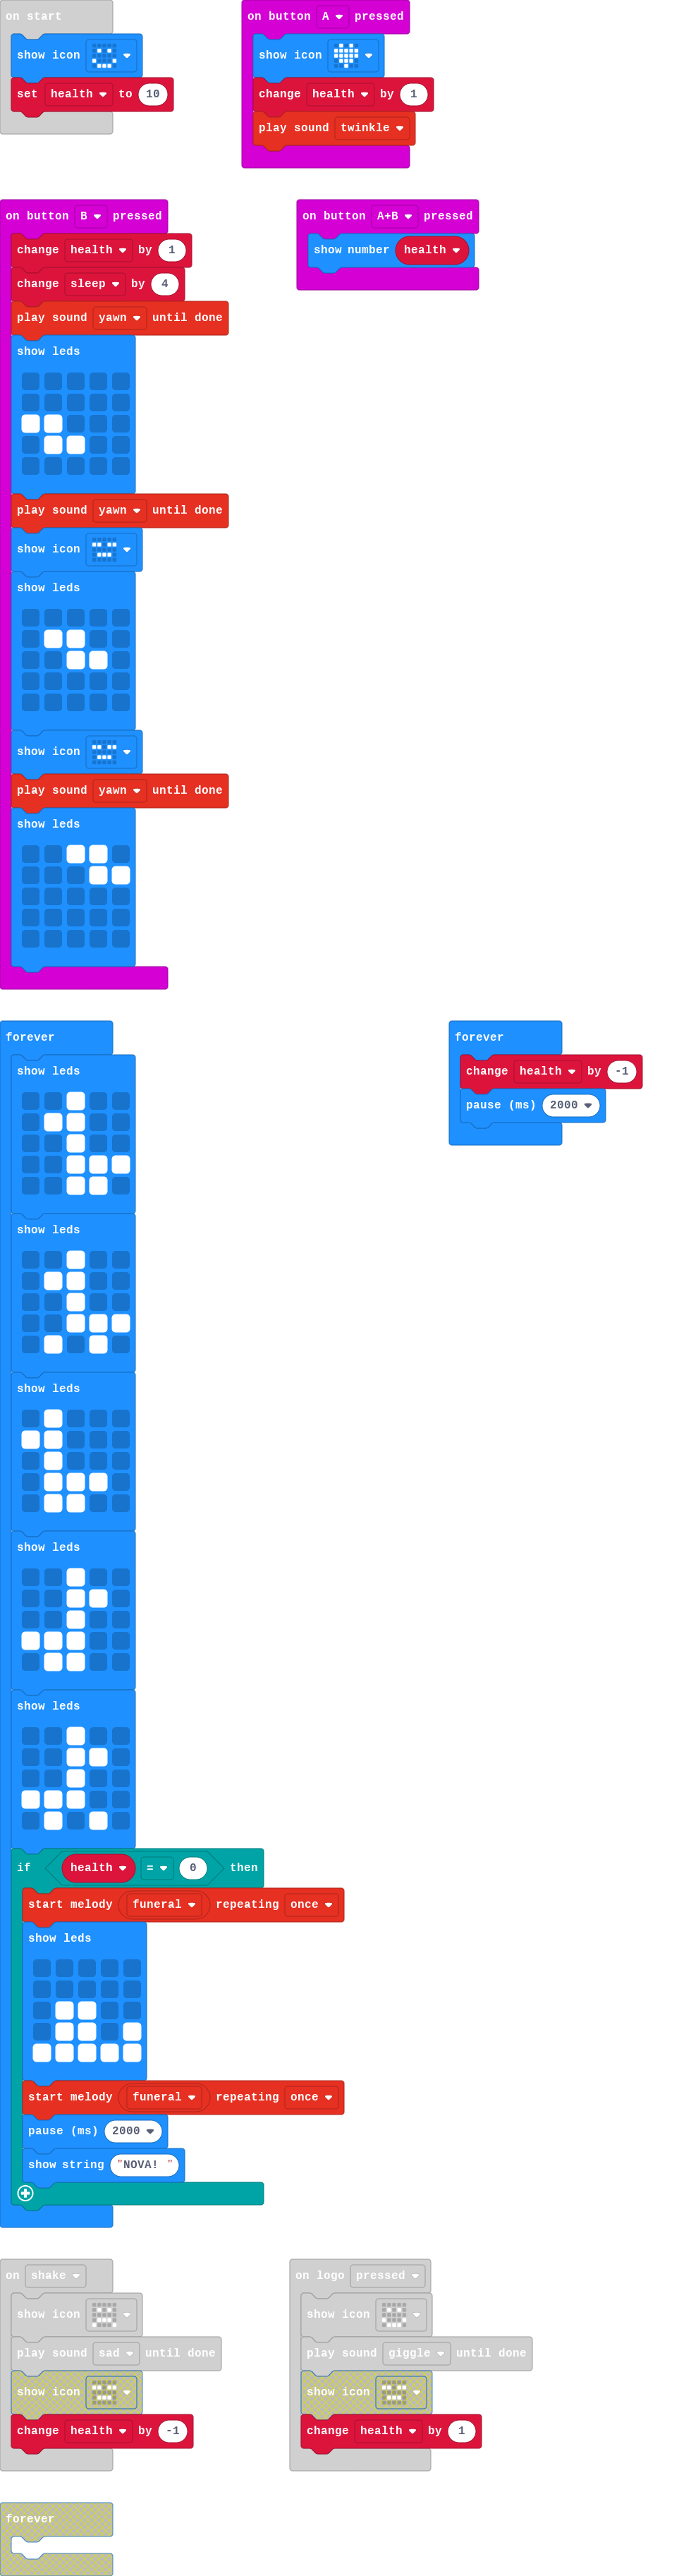 on start
show icon
set health to 10
on button A pressed
show icon
change health by 1
play sound twinkle
on button B pressed
change health by 1
change sleep by 4
play sound yawn until done
show leds
play sound yawn until done
show icon
show leds
show icon
play sound yawn until done
show leds
on button A+B pressed
show number health
forever
show leds
show leds
show leds
show leds
show leds
if health = 0 then
start melody funeral repeating once
show leds
start melody funeral repeating once
pause (ms) 2000
show string "NOVA! "
forever
change health by -1
pause (ms) 2000
on shake
show icon
play sound sad until done
show icon
change health by -1
on logo pressed
show icon
play sound giggle until done
show icon
change health by 1
forever